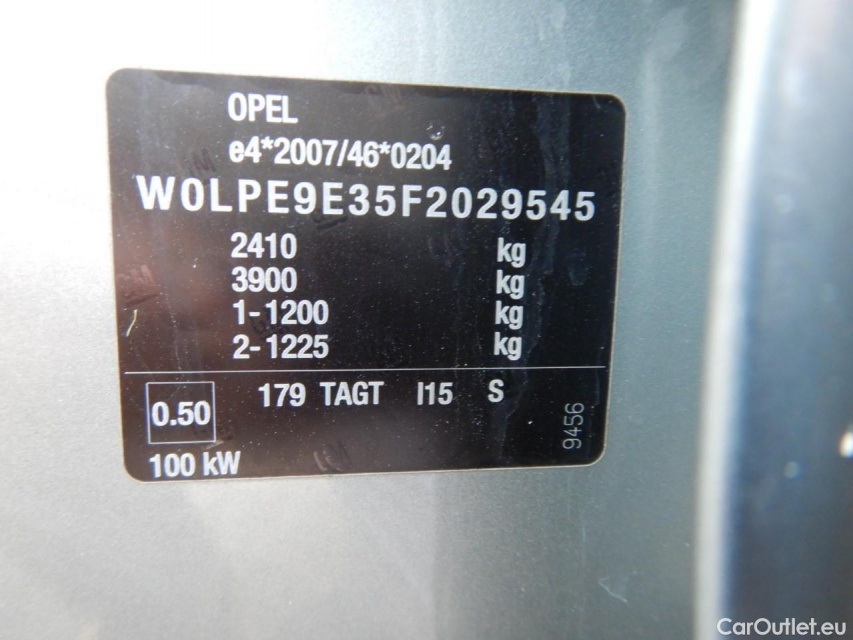 OPEL
e4*2007/46*0204
W0LPE9E35F2029545
2410 kg
3900 kg
1-1200 kg
2-1225 kg
0.50 179 TAGT I15 S
9456
100 kW
CarOutlet.eu